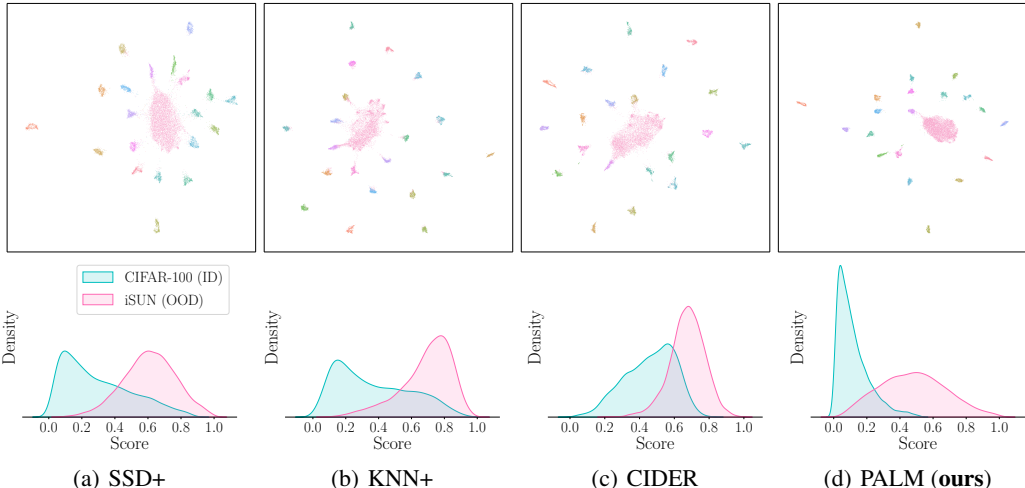 CIFAR-100 (ID)
iSUN (OOD)
Density
0.0 0.2 0.4 0.6 0.8 1.0
Score
Density
0.0 0.2 0.4 0.6 0.8 1.0
Score
Density
0.0 0.2 0.4 0.6 0.8 1.0
Score
Density
0.0 0.2 0.4 0.6 0.8 1.0
Score
(a) SSD+
(b) KNN+
(c) CIDER
(d) PALM (ours)